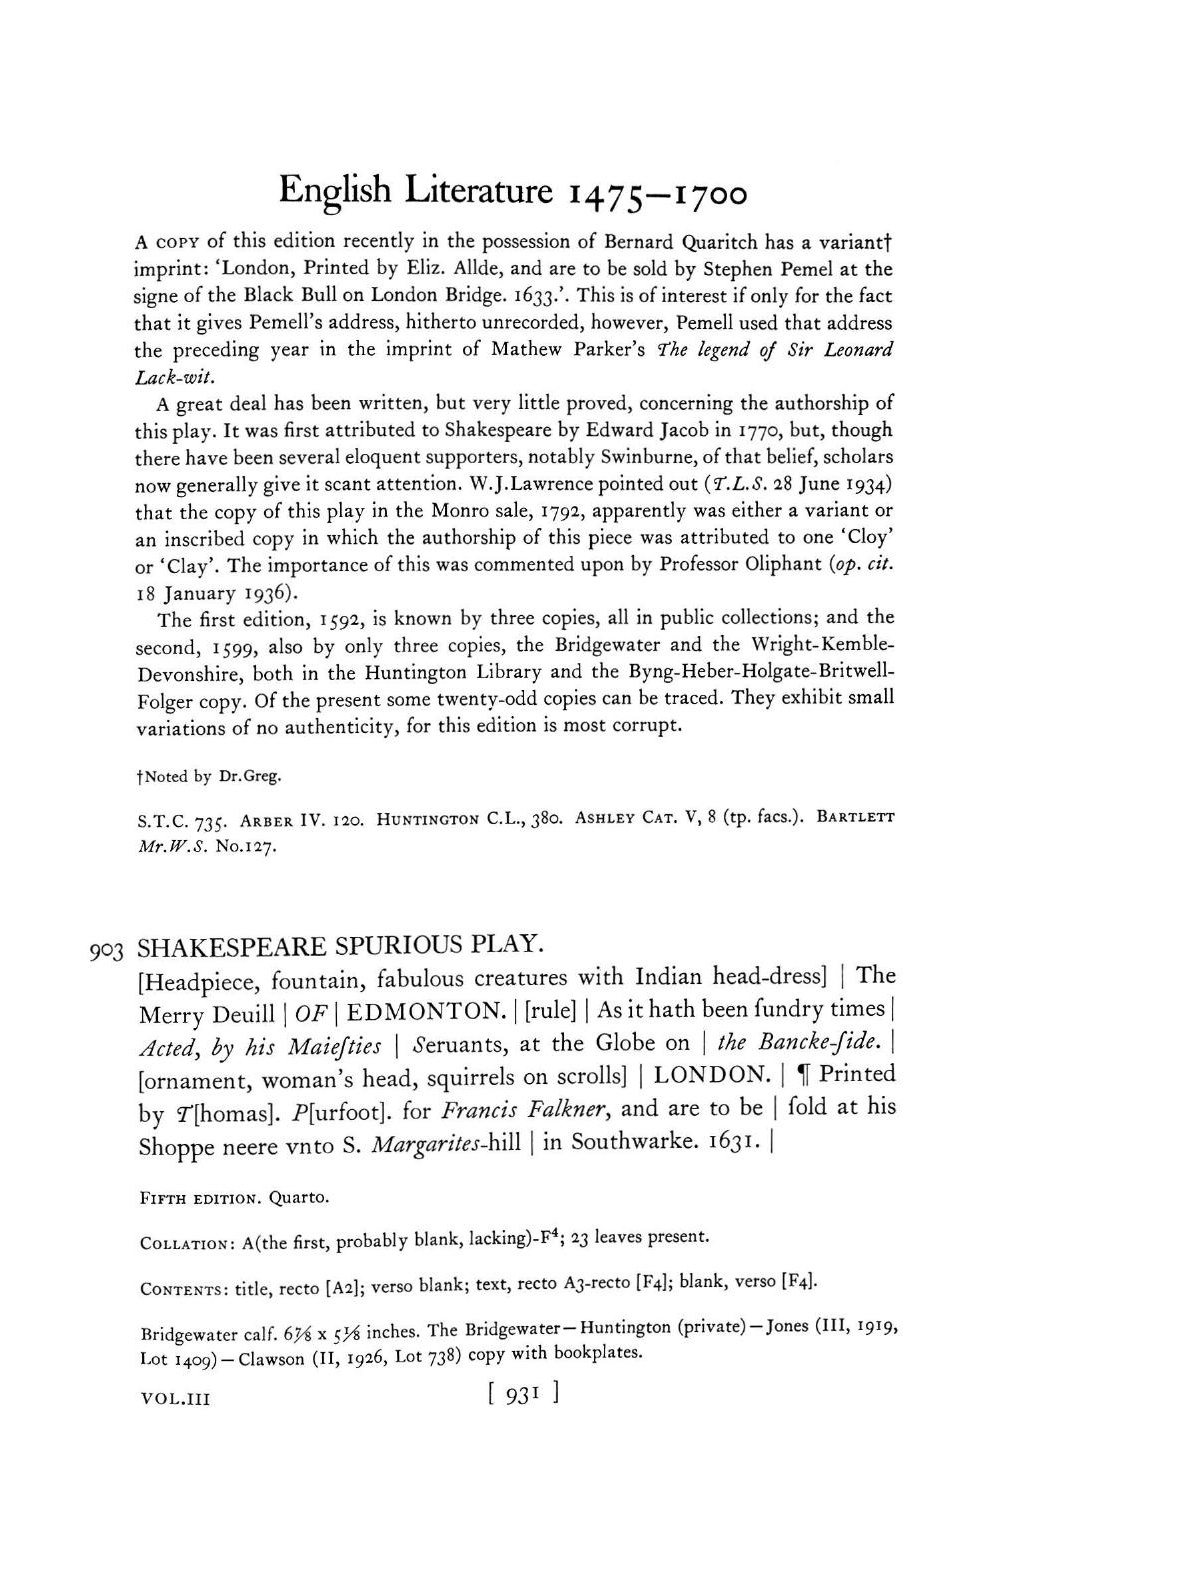 English Literature 1475—1700
A COPY of this edition recently in the possession of Bernard Quaritch has a variant†
imprint: ‘London, Printed by Eliz. Allde, and are to be sold by Stephen Pemel at the
signe of the Black Bull on London Bridge. 1633.’. This is of interest if only for the fact
that it gives Pemell’s address, hitherto unrecorded, however, Pemell used that address
the preceding year in the imprint of Mathew Parker’s The legend of Sir Leonard
Lack-wit.
A great deal has been written, but very little proved, concerning the authorship of
this play. It was first attributed to Shakespeare by Edward Jacob in 1770, but, though
there have been several eloquent supporters, notably Swinburne, of that belief, scholars
now generally give it scant attention. W.J.Lawrence pointed out (T.L.S. 28 June 1934)
that the copy of this play in the Monro sale, 1792, apparently was either a variant or
an inscribed copy in which the authorship of this piece was attributed to one ‘Cloy’
or ‘Clay’. The importance of this was commented upon by Professor Oliphant (op. cit.
18 January 1936).
The first edition, 1592, is known by three copies, all in public collections; and the
second, 1599, also by only three copies, the Bridgewater and the Wright-Kemble-
Devonshire, both in the Huntington Library and the Byng-Heber-Holgate-Britwell-
Folger copy. Of the present some twenty-odd copies can be traced. They exhibit small
variations of no authenticity, for this edition is most corrupt.
†Noted by Dr.Greg.
S.T.C. 735. ARBER IV. 120. HUNTINGTON C.L., 380. ASHLEY CAT. V, 8 (tp. facs.). BARTLETT
Mr.W.S. No.127.
903 SHAKESPEARE SPURIOUS PLAY.
[Headpiece, fountain, fabulous creatures with Indian head-dress] | The
Merry Deuill | OF | EDMONTON. | [rule] | As it hath been ſundry times |
Acted, by his Maieſties | Seruants, at the Globe on | the Bancke-ſide. |
[ornament, woman’s head, squirrels on scrolls] | LONDON. | ¶ Printed
by T[homas]. P[urfoot]. for Francis Falkner, and are to be | ſold at his
Shoppe neere vnto S. Margarites-hill | in Southwarke. 1631. |
FIFTH EDITION. Quarto.
COLLATION: A(the first, probably blank, lacking)-F⁴; 23 leaves present.
CONTENTS: title, recto [A2]; verso blank; text, recto A3-recto [F4]; blank, verso [F4].
Bridgewater calf. 6⅞ x 5⅛ inches. The Bridgewater—Huntington (private)—Jones (III, 1919,
Lot 1409)—Clawson (II, 1926, Lot 738) copy with bookplates.
VOL.III [ 931 ]